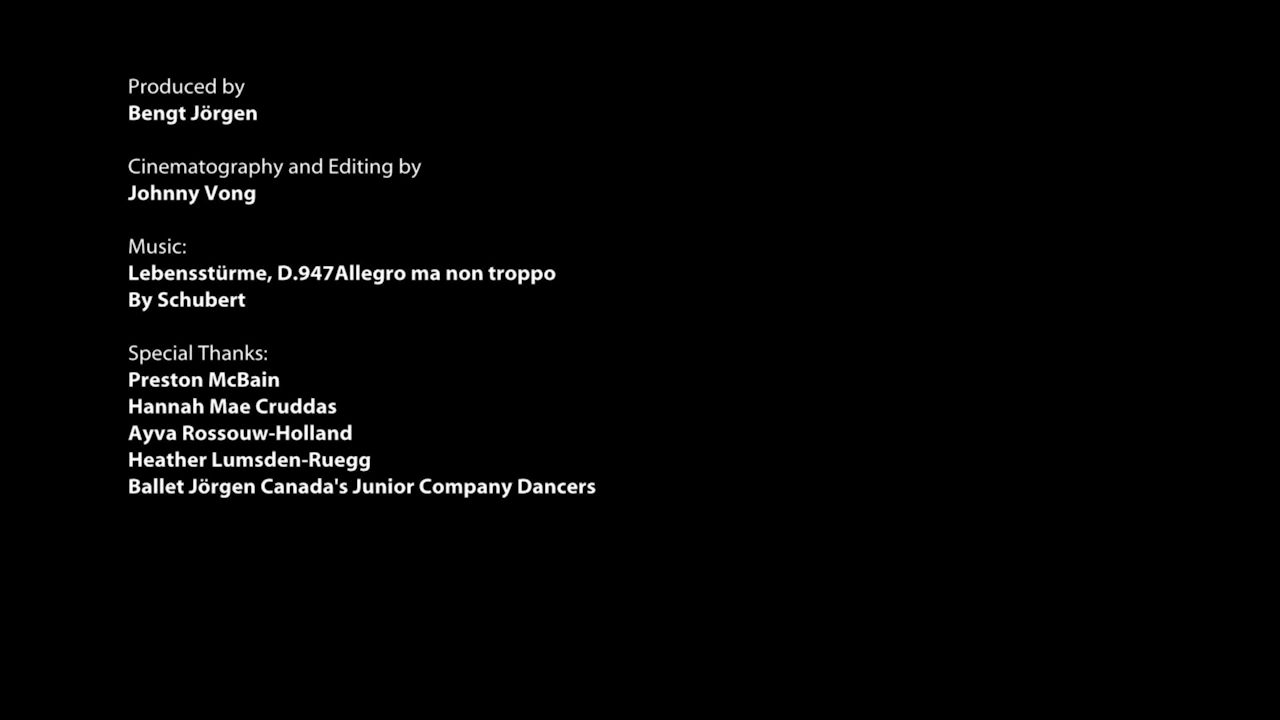 Produced by
Bengt Jörgen
Cinematography and Editing by
Johnny Vong
Music:
Lebensstürme, D.947Allegro ma non troppo
By Schubert
Special Thanks:
Preston McBain
Hannah Mae Cruddas
Ayva Rossouw-Holland
Heather Lumsden-Ruegg
Ballet Jörgen Canada's Junior Company Dancers